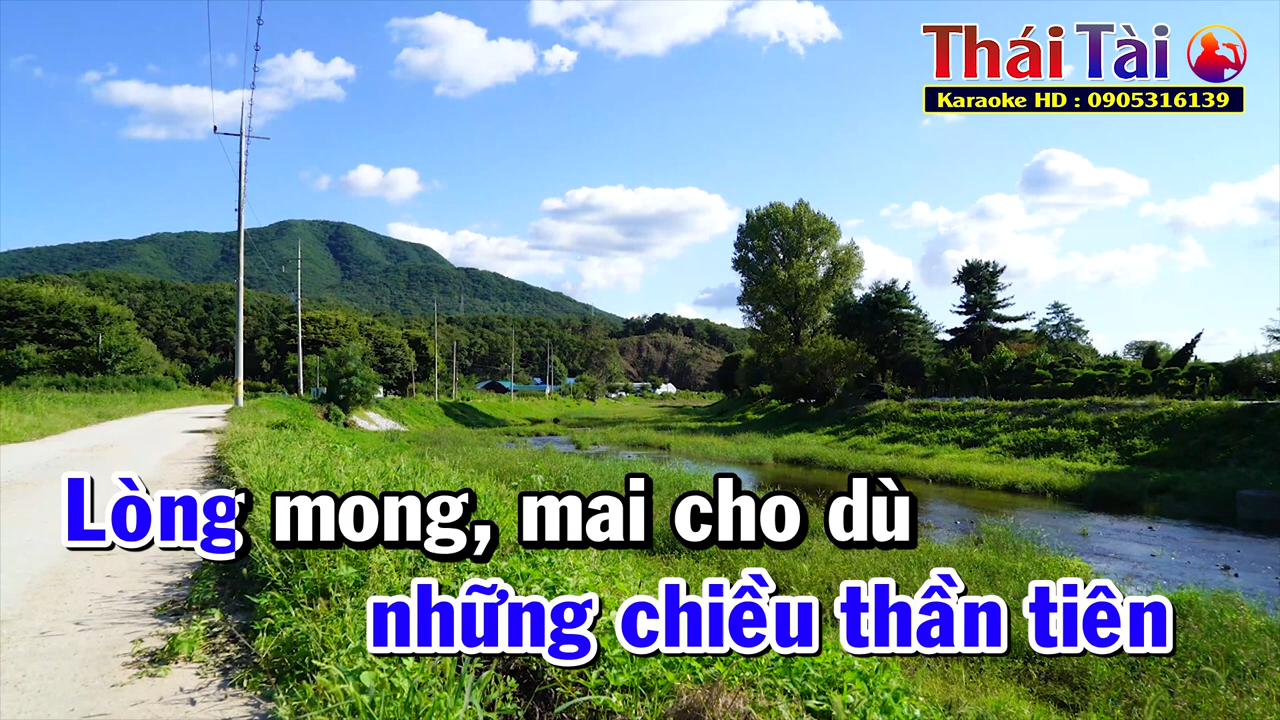 Thái Tài
Karaoke HD : 0905316139
Lòng mong, mai cho dù
những chiều thần tiên